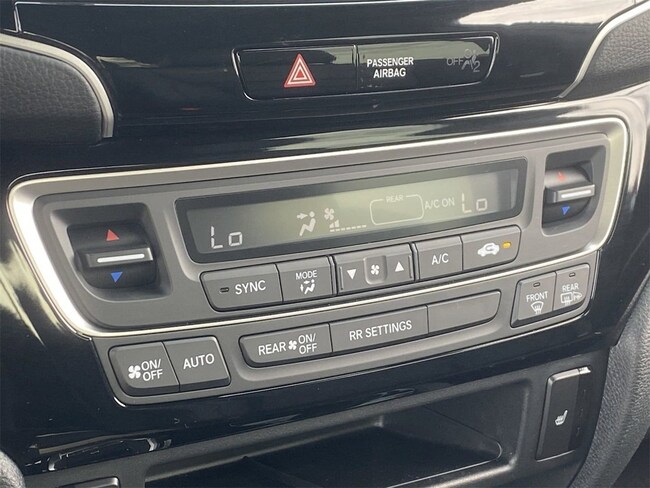 PASSENGER
AIRBAG
OFF
2
REAR
A/C ON
Lo
Lo
SYNC
MODE
A/C
FRONT
REAR
ON/
OFF
AUTO
REAR ON/
OFF
RR SETTINGS